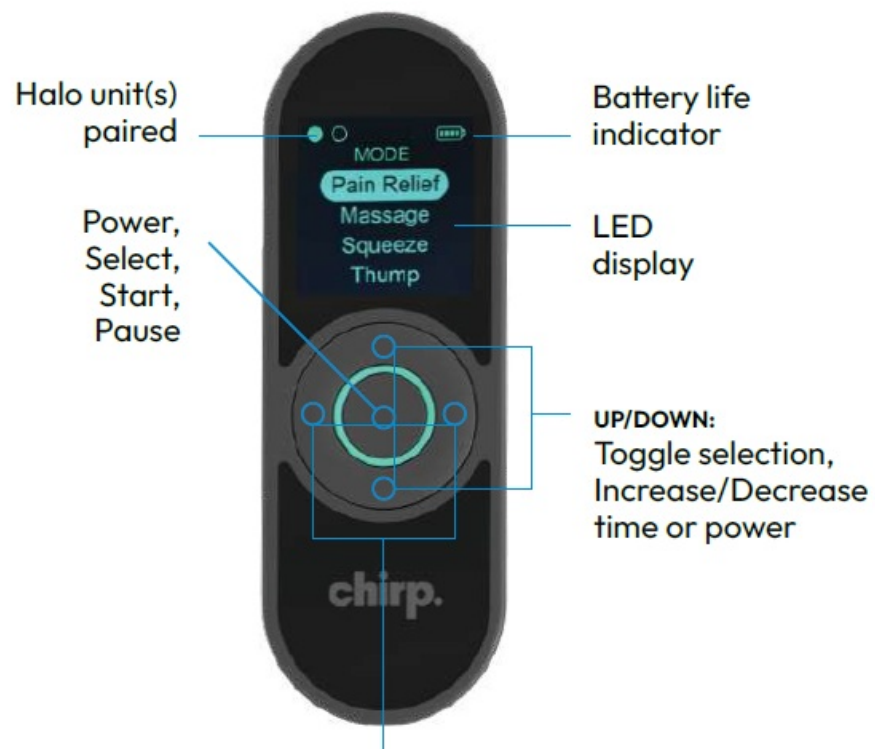 Halo unit(s)
paired
Battery life
indicator
MODE
Pain Relief
Massage
Squeeze
Thump
Power,
Select,
Start,
Pause
LED
display
UP/DOWN:
Toggle selection,
Increase/Decrease
time or power
chirp.